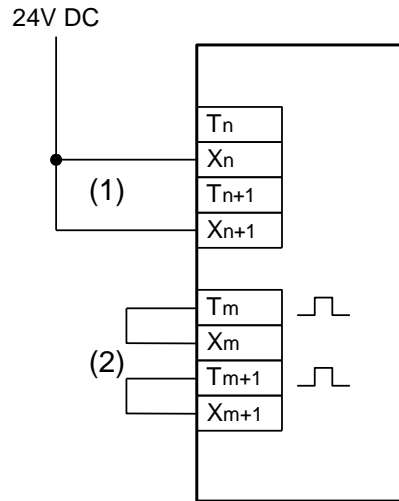 24V DC
Tn
Xn
(1)
Tn+1
Xn+1
Tm
Xm
(2)
Tm+1
Xm+1